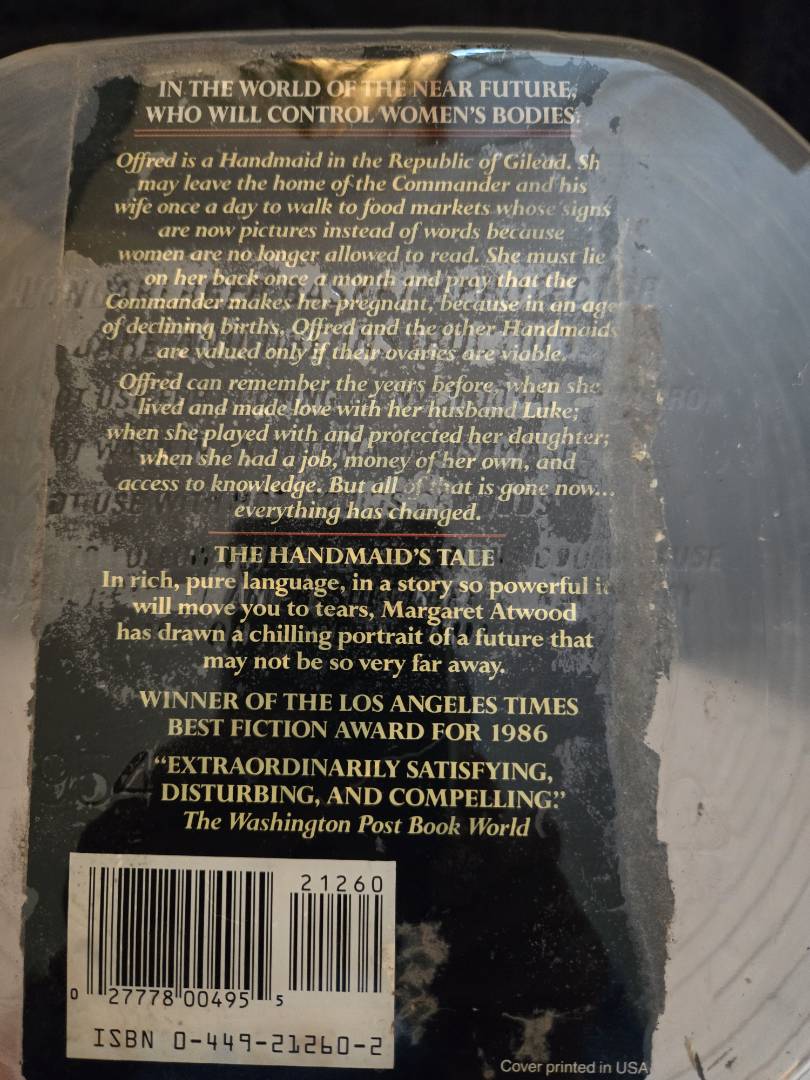 IN THE WORLD OF THE NEAR FUTURE,
WHO WILL CONTROL WOMEN'S BODIES?
Offred is a Handmaid in the Republic of Gilead. Sh
may leave the home of the Commander and his
wife once a day to walk to food markets whose signs
are now pictures instead of words because
women are no longer allowed to read. She must lie
on her back once a month and pray that the
Commander makes her pregnant, because in an age
of declining births, Offred and the other Handmaids
are valued only if their ovaries are viable.
Offred can remember the years before, when she
lived and made love with her husband Luke;
when she played with and protected her daughter;
when she had a job, money of her own, and
access to knowledge. But all of that is gone now...
everything has changed.
THE HANDMAID'S TALE
In rich, pure language, in a story so powerful it
will move you to tears, Margaret Atwood
has drawn a chilling portrait of a future that
may not be so very far away.
WINNER OF THE LOS ANGELES TIMES
BEST FICTION AWARD FOR 1986
“EXTRAORDINARILY SATISFYING,
DISTURBING, AND COMPELLING.”
The Washington Post Book World
21260
0 27778 00495 5
ISBN 0-449-21260-2
Cover printed in USA